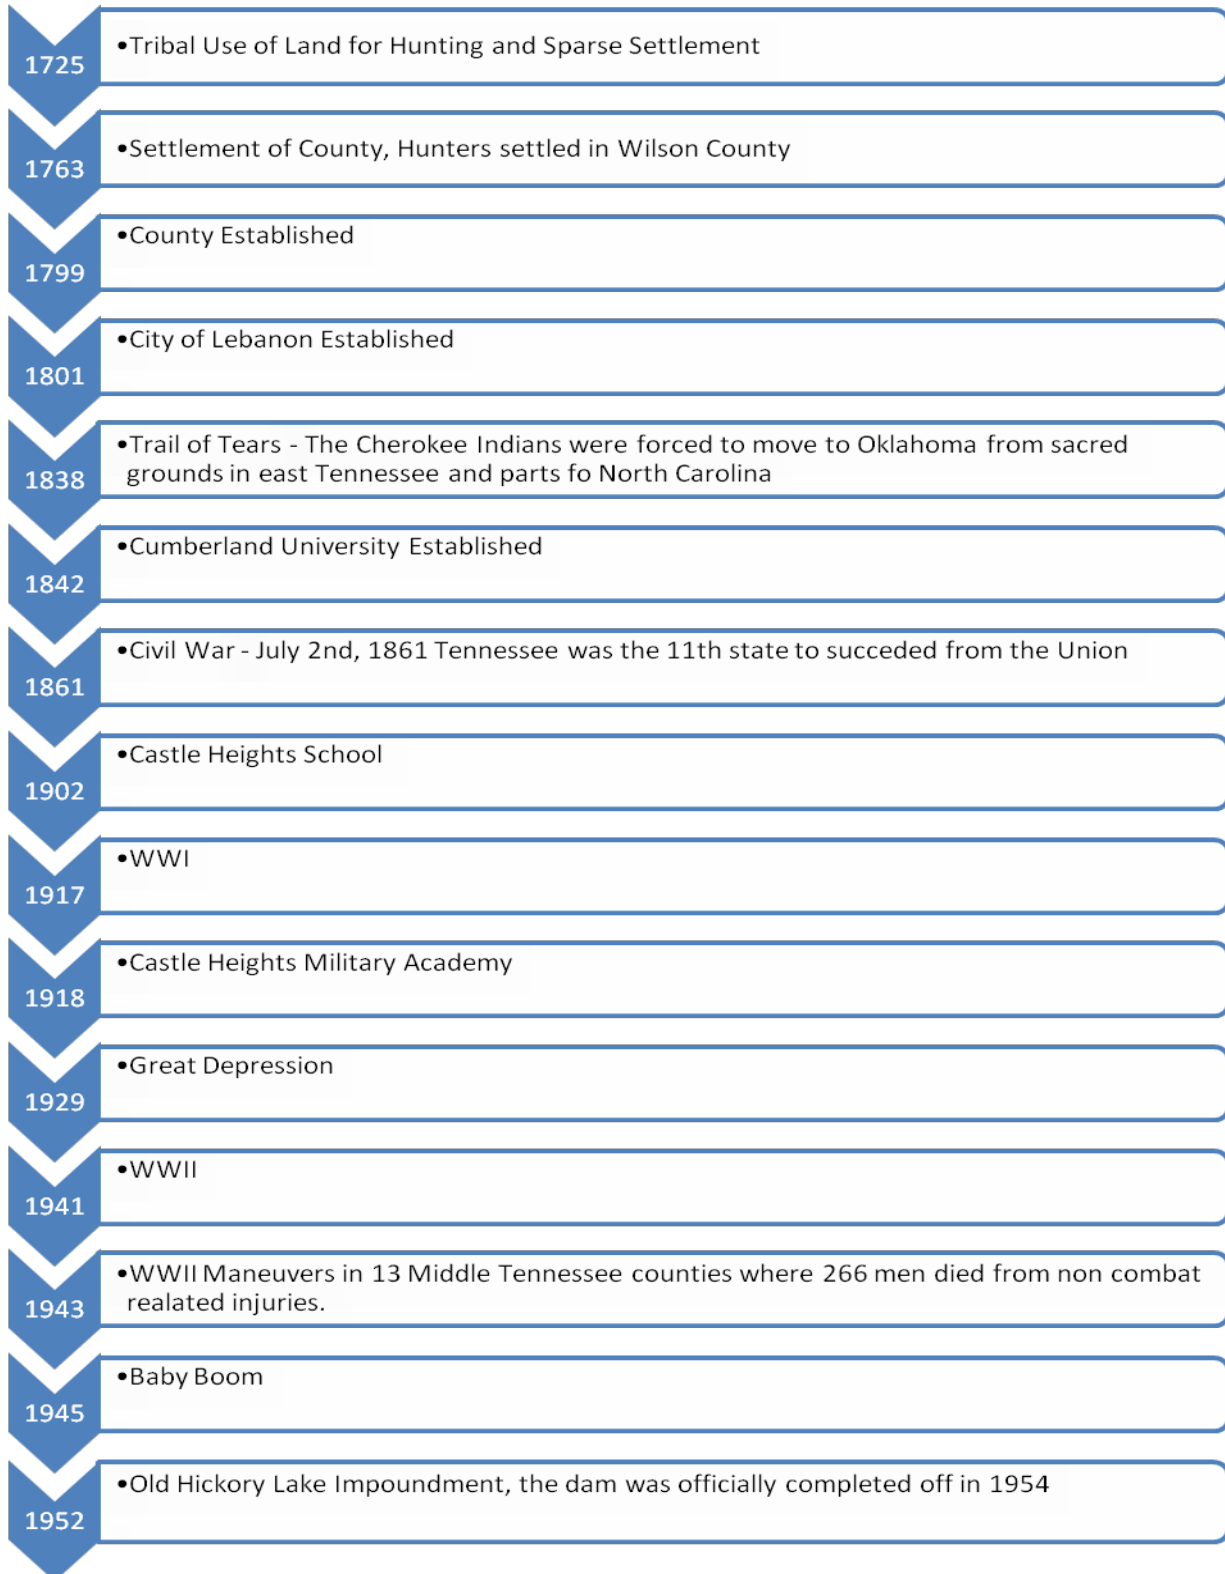 1725
•Tribal Use of Land for Hunting and Sparse Settlement
1763
•Settlement of County, Hunters settled in Wilson County
1799
•County Established
1801
•City of Lebanon Established
1838
•Trail of Tears - The Cherokee Indians were forced to move to Oklahoma from sacred
grounds in east Tennessee and parts fo North Carolina
1842
•Cumberland University Established
1861
•Civil War - July 2nd, 1861 Tennessee was the 11th state to succeded from the Union
1902
•Castle Heights School
1917
•WWI
1918
•Castle Heights Military Academy
1929
•Great Depression
1941
•WWII
1943
•WWII Maneuvers in 13 Middle Tennessee counties where 266 men died from non combat
realated injuries.
1945
•Baby Boom
1952
•Old Hickory Lake Impoundment, the dam was officially completed off in 1954